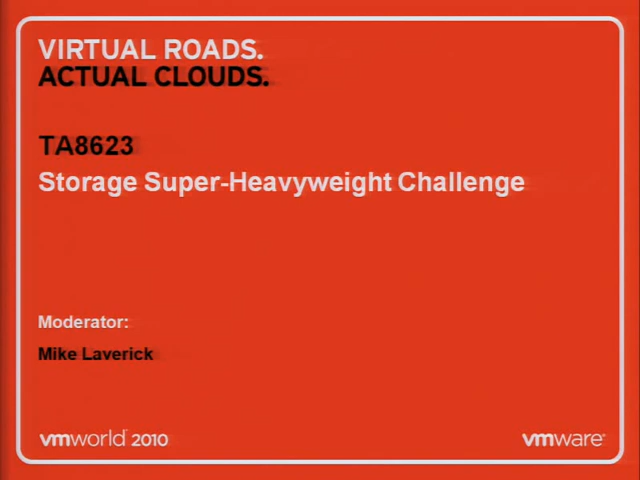 VIRTUAL ROADS.
ACTUAL CLOUDS.
TA8623
Storage Super-Heavyweight Challenge
Moderator:
Mike Laverick
vmworld 2010
vmware